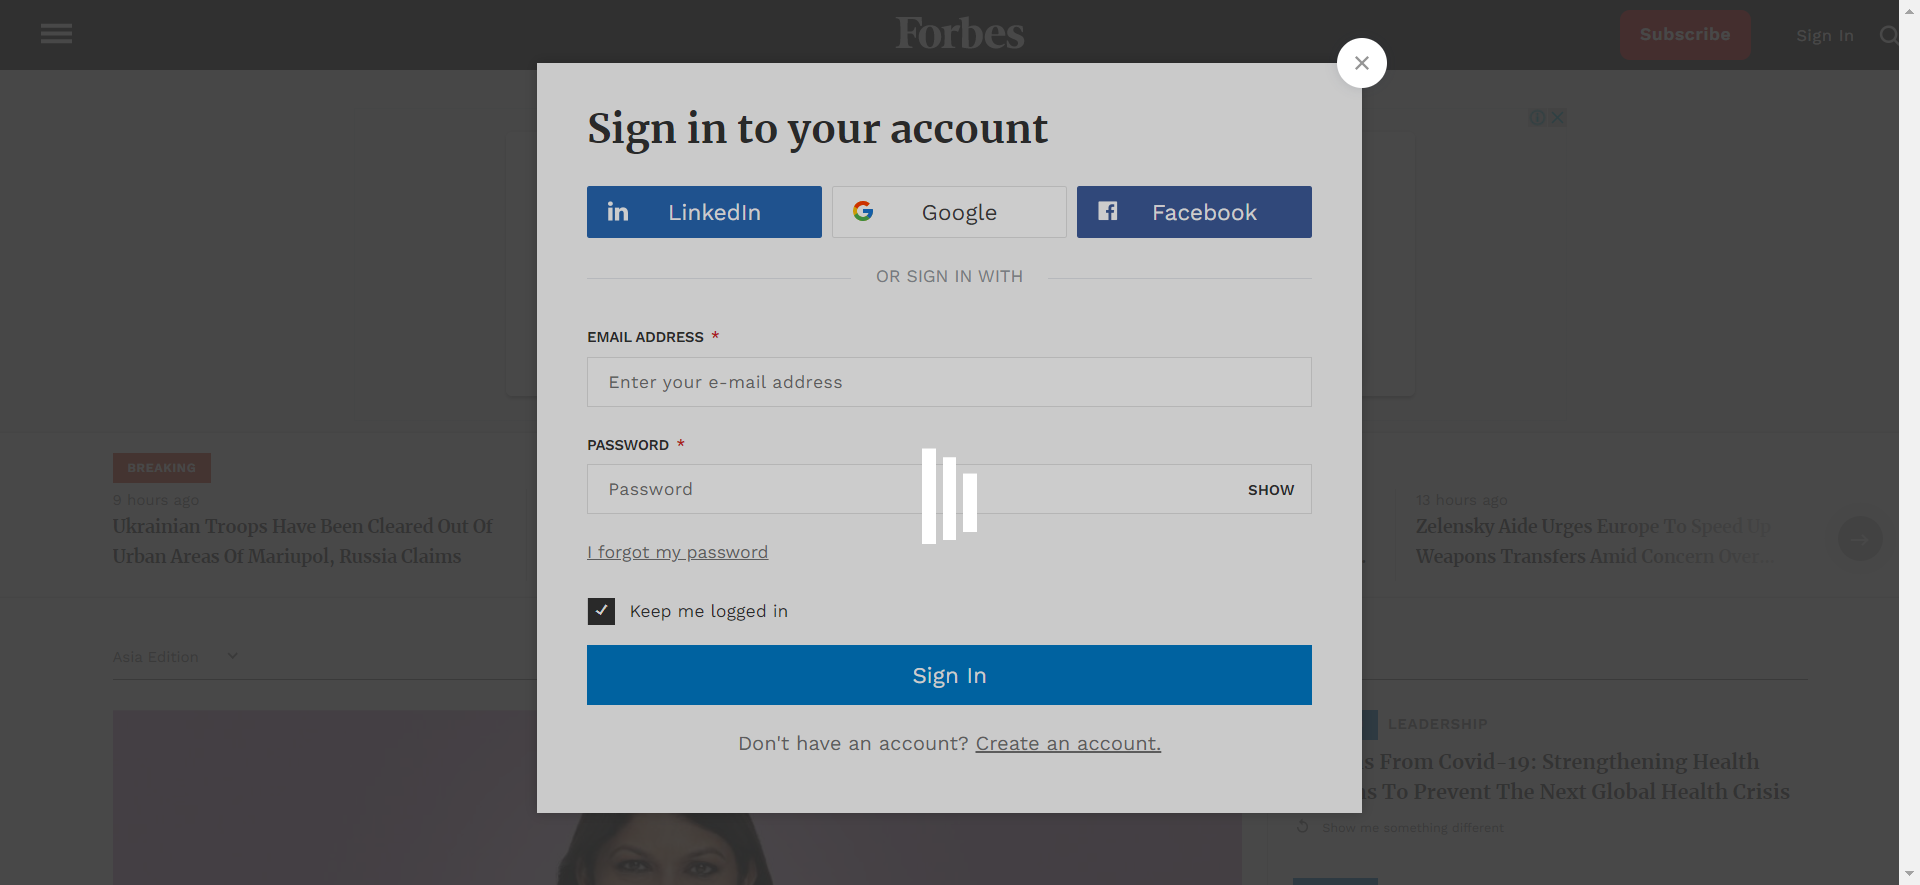 Forbes
Subscribe
Sign In
Sign in to your account
LinkedIn
Google
Facebook
OR SIGN IN WITH
EMAIL ADDRESS *
Enter your e-mail address
PASSWORD *
Password
SHOW
I forgot my password
Keep me logged in
Sign In
Don't have an account? Create an account.
BREAKING
9 hours ago
Ukrainian Troops Have Been Cleared Out Of
Urban Areas Of Mariupol, Russia Claims
13 hours ago
Zelensky Aide Urges Europe To Speed Up
Weapons Transfers Amid Concern Over...
Asia Edition
LEADERSHIP
From Covid-19: Strengthening Health
To Prevent The Next Global Health Crisis
Show me something different